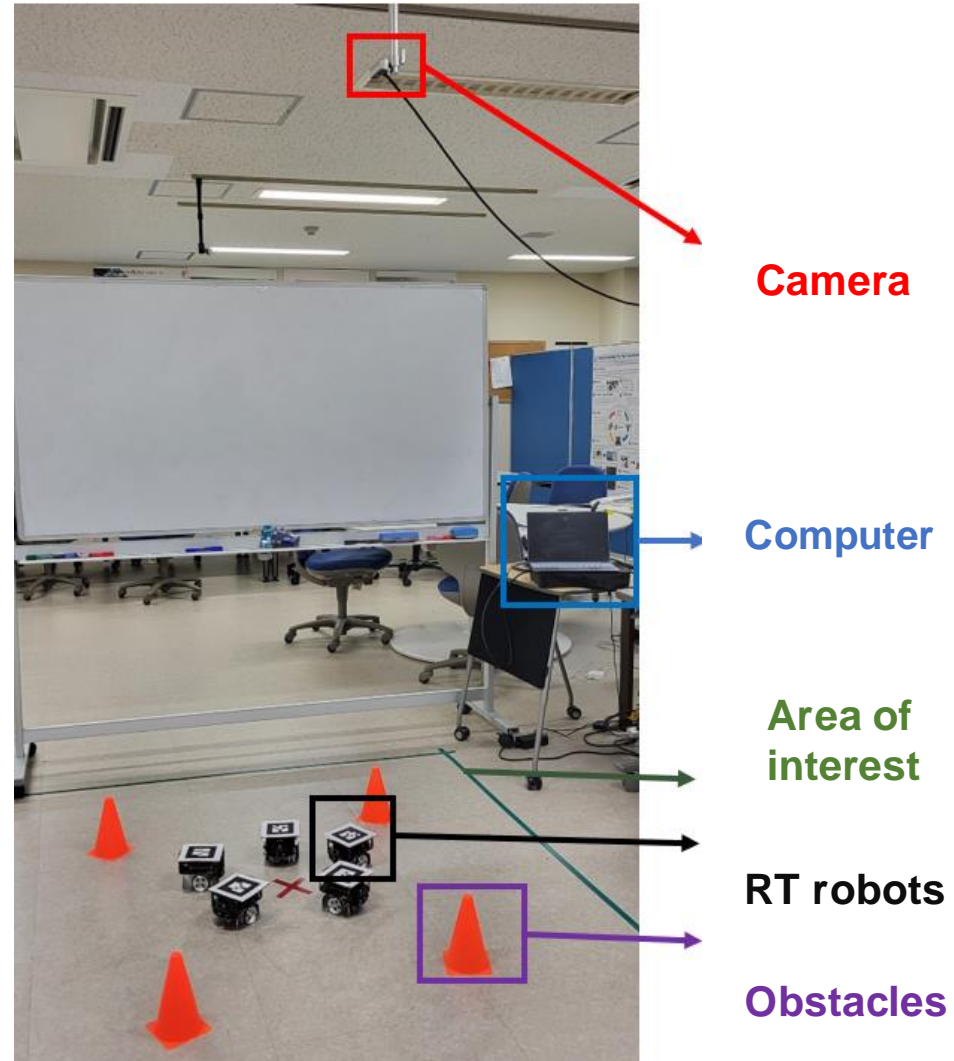 Camera
Computer
Area of
interest
RT robots
Obstacles